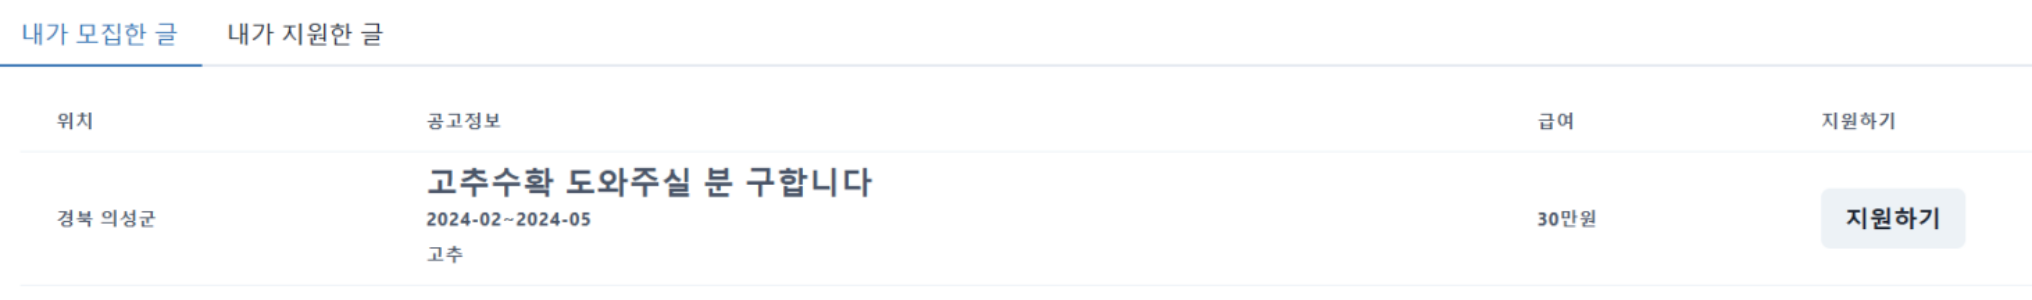 내가 모집한 글 내가 지원한 글
위치 공고정보 급여 지원하기
고추수확 도와주실 분 구합니다
경북 의성군 2024-02~2024-05 30만원 지원하기
고추